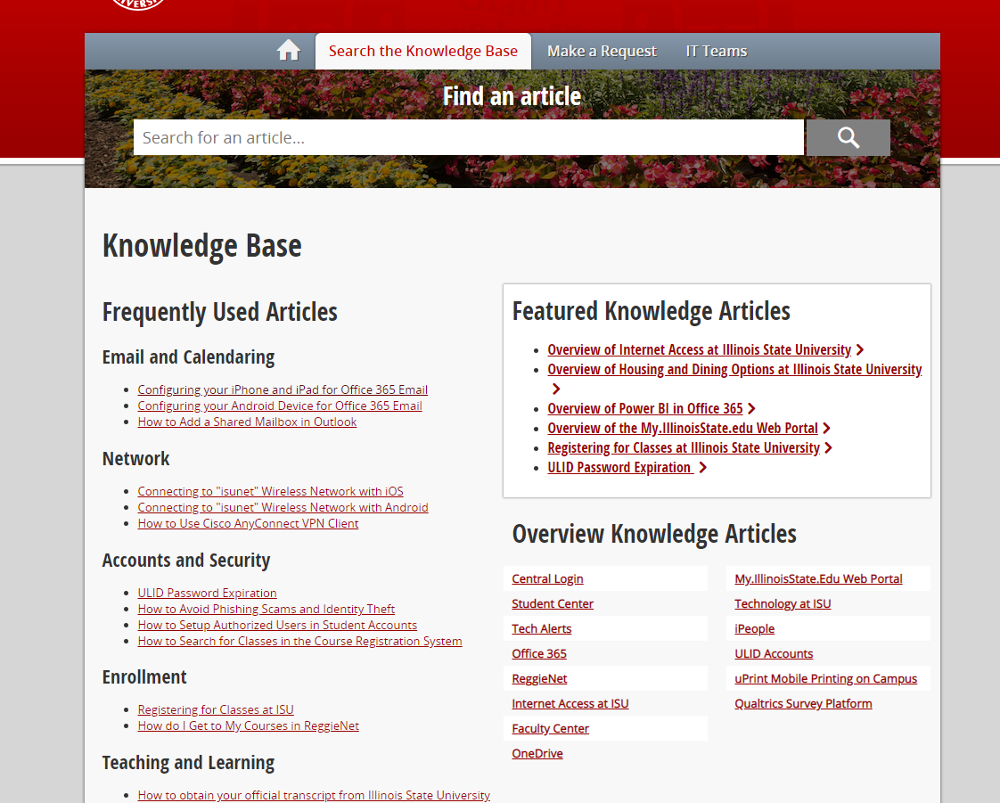 UNIVERSITY
Search the Knowledge Base
Make a Request
IT Teams
Find an article
Search for an article...
Knowledge Base
Frequently Used Articles
Email and Calendaring
Configuring your iPhone and iPad for Office 365 Email
Configuring your Android Device for Office 365 Email
How to Add a Shared Mailbox in Outlook
Network
Connecting to "isunet" Wireless Network with iOS
Connecting to "isunet" Wireless Network with Android
How to Use Cisco AnyConnect VPN Client
Accounts and Security
ULID Password Expiration
How to Avoid Phishing Scams and Identity Theft
How to Setup Authorized Users in Student Accounts
How to Search for Classes in the Course Registration System
Enrollment
Registering for Classes at ISU
How do I Get to My Courses in ReggieNet
Teaching and Learning
How to obtain your official transcript from Illinois State University
Featured Knowledge Articles
Overview of Internet Access at Illinois State University
Overview of Housing and Dining Options at Illinois State University
Overview of Power BI in Office 365
Overview of the My.IllinoisState.edu Web Portal
Registering for Classes at Illinois State University
ULID Password Expiration
Overview Knowledge Articles
Central Login
Student Center
Tech Alerts
Office 365
ReggieNet
Internet Access at ISU
Faculty Center
OneDrive
My.IllinoisState.Edu Web Portal
Technology at ISU
iPeople
ULID Accounts
uPrint Mobile Printing on Campus
Qualtrics Survey Platform